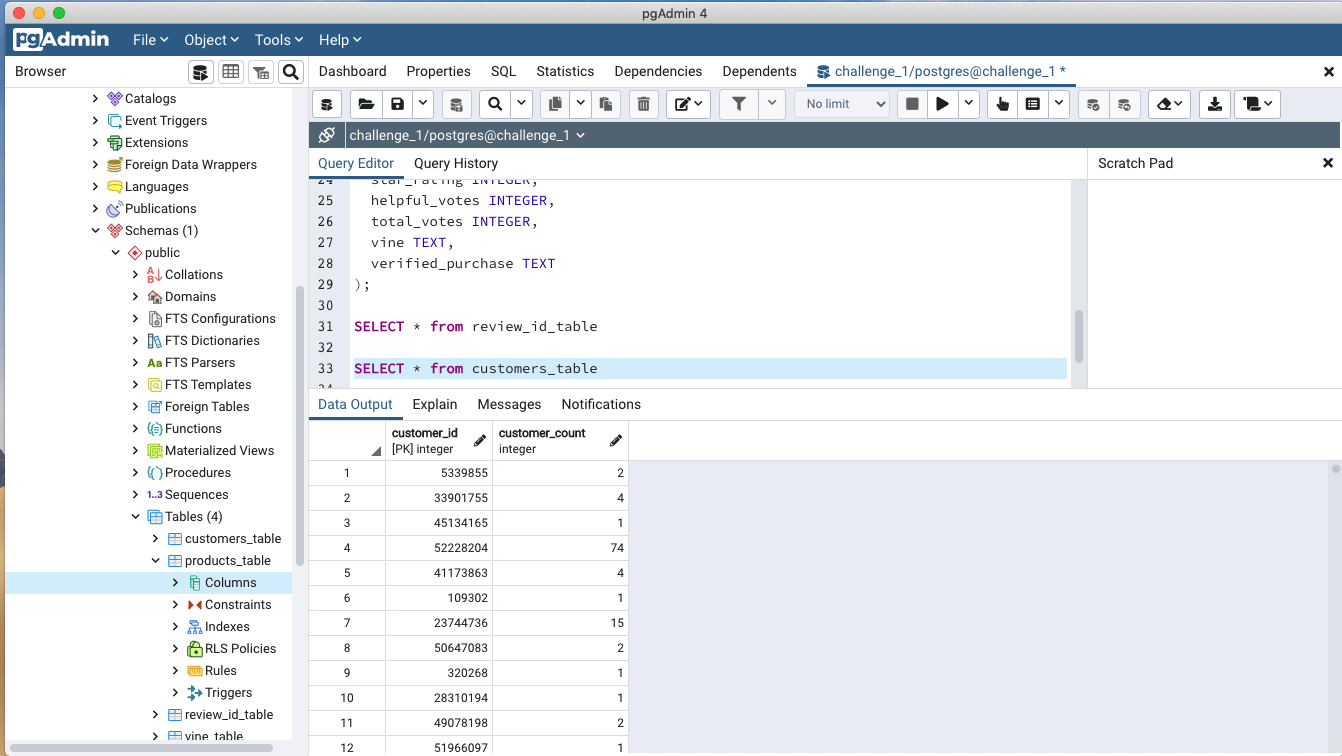 pgAdmin 4
pgAdmin File Object Tools Help
Browser
Dashboard Properties SQL Statistics Dependencies Dependents challenge_1/postgres@challenge_1 *
No limit
challenge_1/postgres@challenge_1
Query Editor Query History
Scratch Pad
Catalogs
Event Triggers
Extensions
Foreign Data Wrappers
Languages
Publications
Schemas (1)
public
Collations
Domains
FTS Configurations
FTS Dictionaries
Aa FTS Parsers
FTS Templates
Foreign Tables
Functions
Materialized Views
Procedures
1..3 Sequences
Tables (4)
customers_table
products_table
Columns
Constraints
Indexes
RLS Policies
Rules
Triggers
review_id_table
vine_table
24 star_rating INTEGER,
25 helpful_votes INTEGER,
26 total_votes INTEGER,
27 vine TEXT,
28 verified_purchase TEXT
29 );
30
31 SELECT * from review_id_table
32
33 SELECT * from customers_table
34
Data Output Explain Messages Notifications
customer_id customer_count
[PK] integer integer
1 5339855 2
2 33901755 4
3 45134165 1
4 52228204 74
5 41173863 4
6 109302 1
7 23744736 15
8 50647083 2
9 320268 1
10 28310194 1
11 49078198 2
12 51966097 1